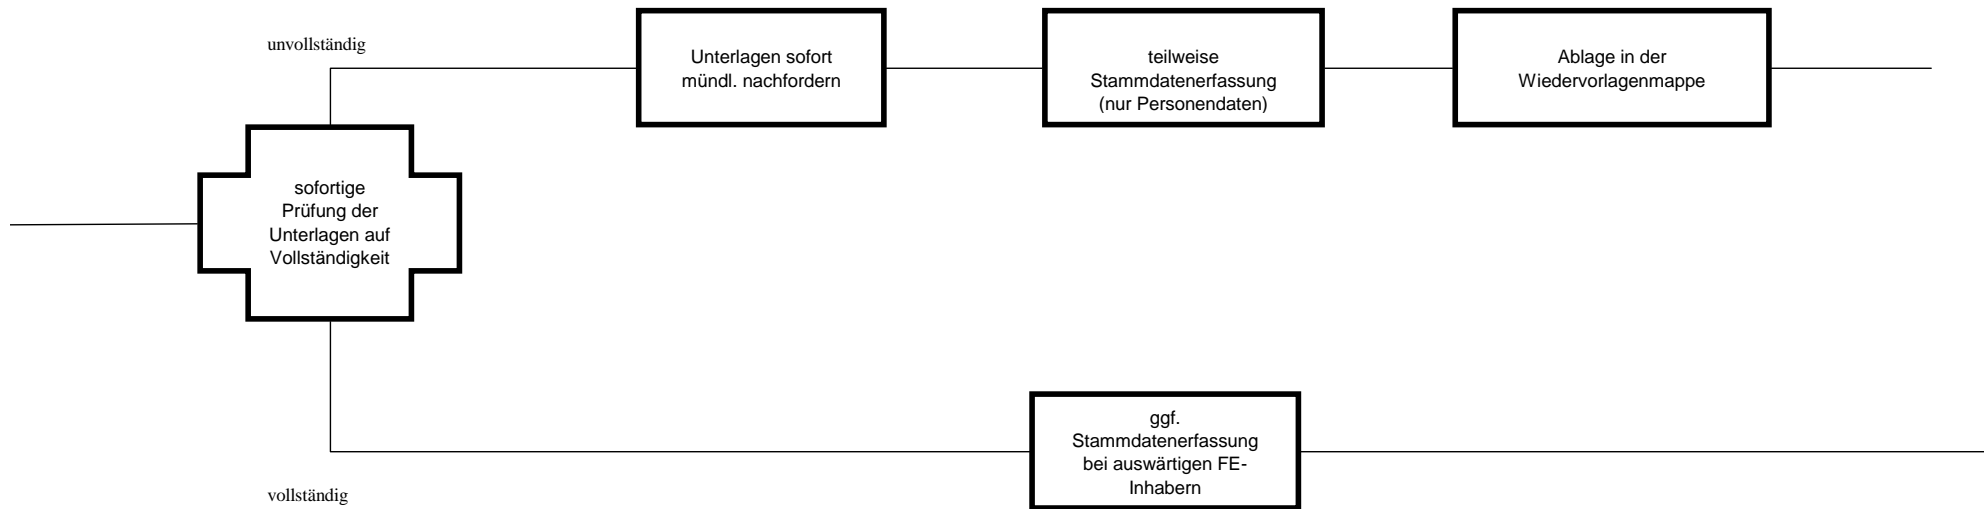 unvollständig
Unterlagen sofort
mündl. nachfordern
teilweise
Stammdatenerfassung
(nur Personendaten)
Ablage in der
Wiedervorlagenmappe
sofortige
Prüfung der
Unterlagen auf
Vollständigkeit
ggf.
Stammdatenerfassung
bei auswärtigen FE-
Inhabern
vollständig